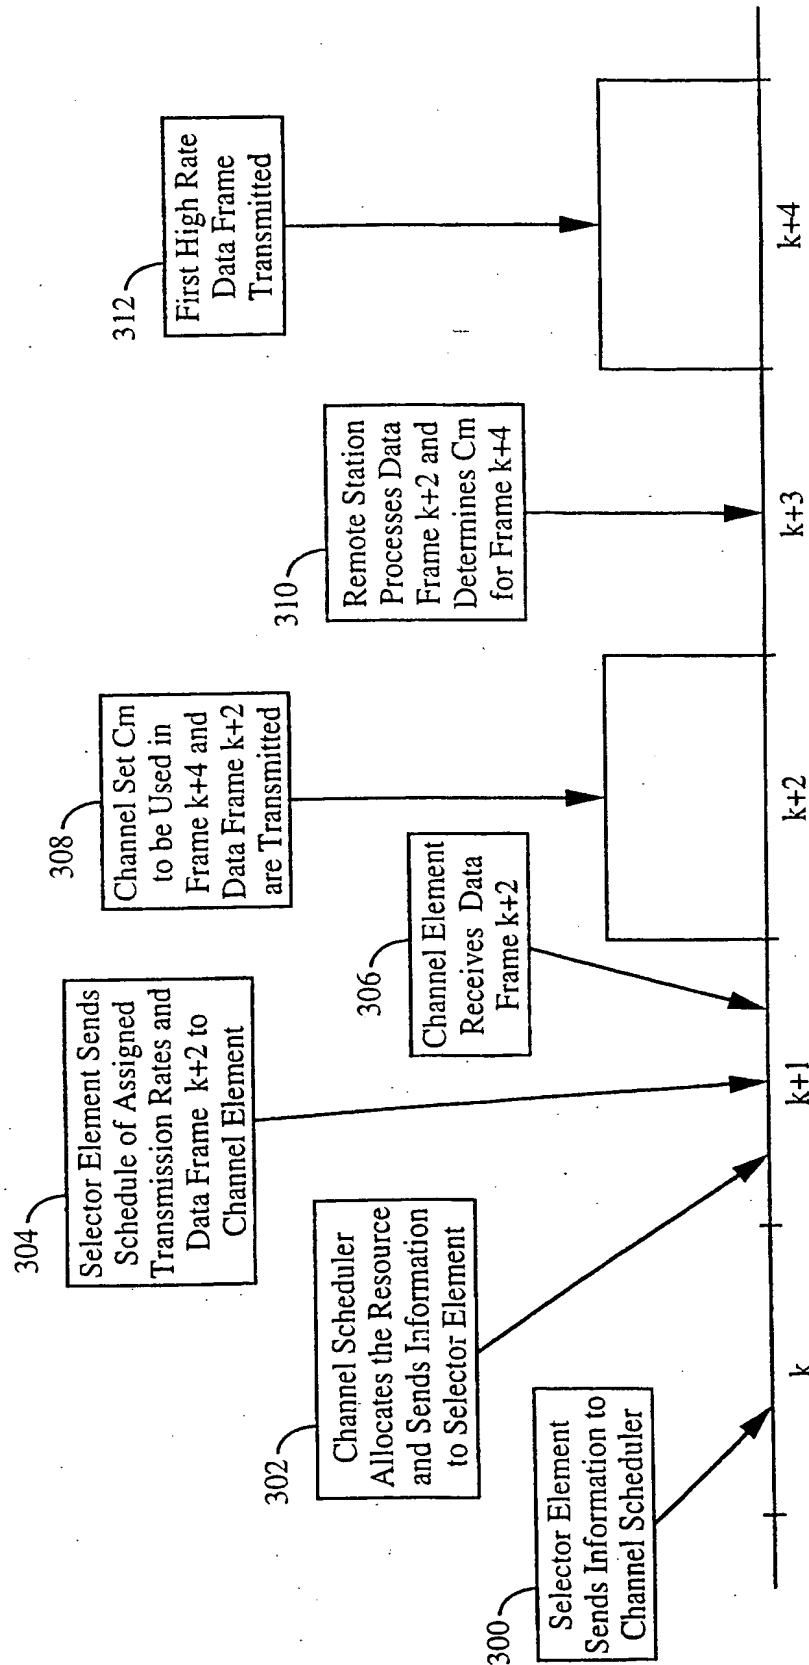 300
Selector Element
Sends Information to
Channel Scheduler
302
Channel Scheduler
Allocates the Resource
and Sends Information
to Selector Element
304
Selector Element Sends
Schedule of Assigned
Transmission Rates and
Data Frame k+2 to
Channel Element
306
Channel Element
Receives Data
Frame k+2
308
Channel Set Cm
to be Used in
Frame k+4 and
Data Frame k+2
are Transmitted
310
Remote Station
Processes Data
Frame k+2 and
Determines Cm
for Frame k+4
312
First High Rate
Data Frame
Transmitted
k
k+1
k+2
k+3
k+4